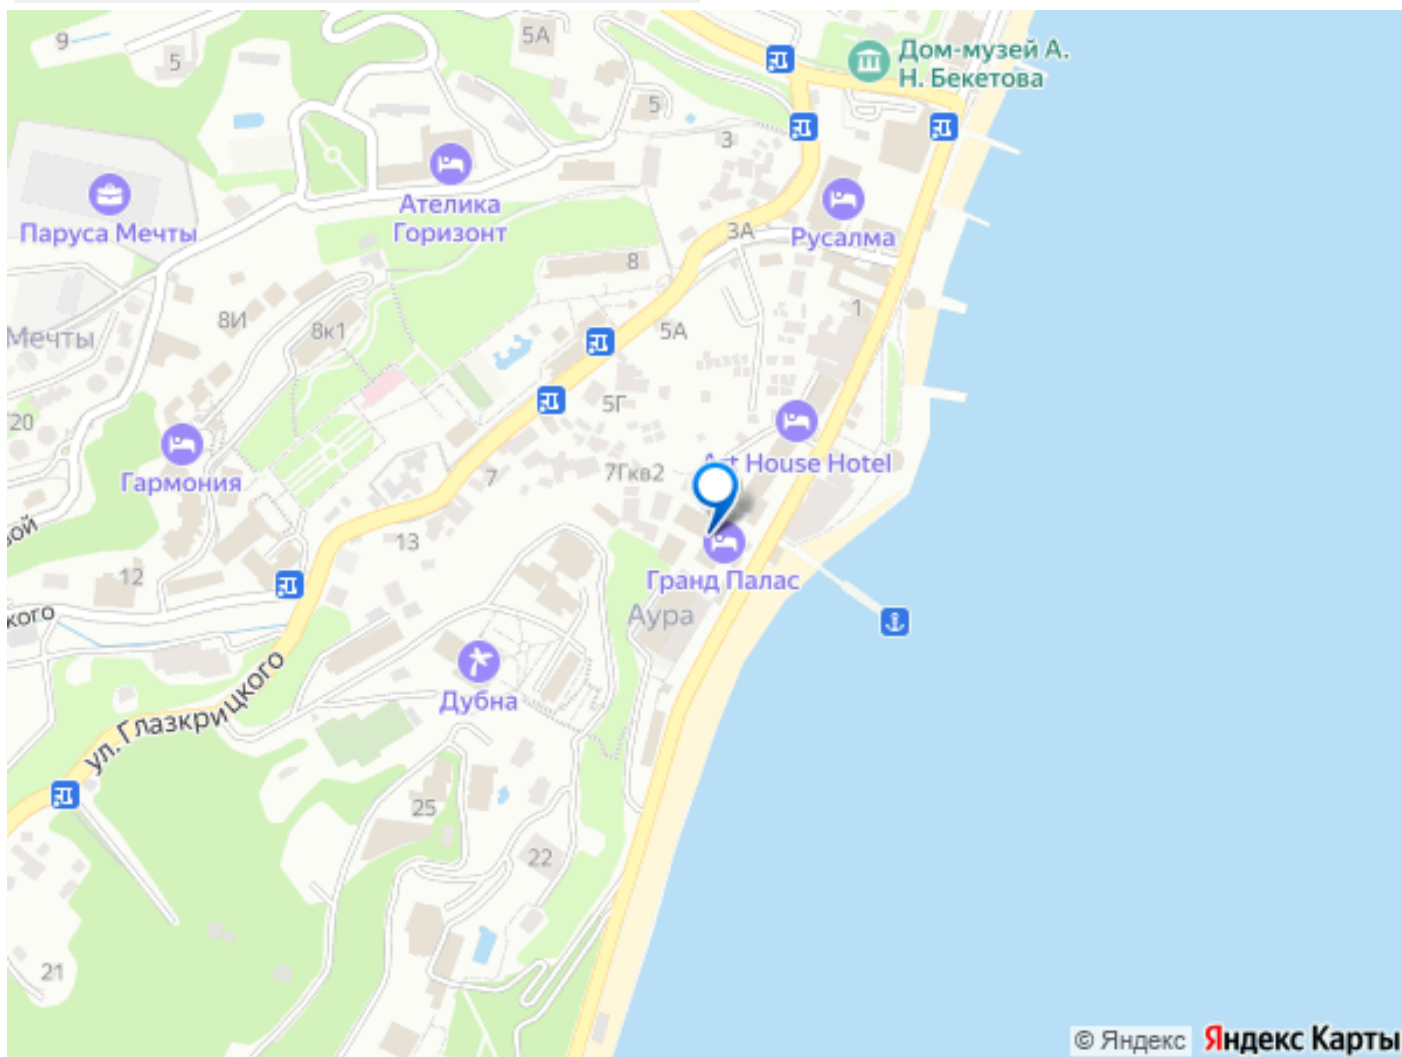 9
5
5А
Дом-музей А.
Н. Бекетова
5
3
Ателика
Горизонт
Паруса Мечты
3А
Русалма
8
8И
8к1
5А
1
Мечты
5Г
20
Art House Hotel
Гармония
7
7Гкв2
вой
13
12
Гранд Палас
Аура
кого
Дубна
ул. Глазкрицкого
25
22
21
© Яндекс Яндекс Карты